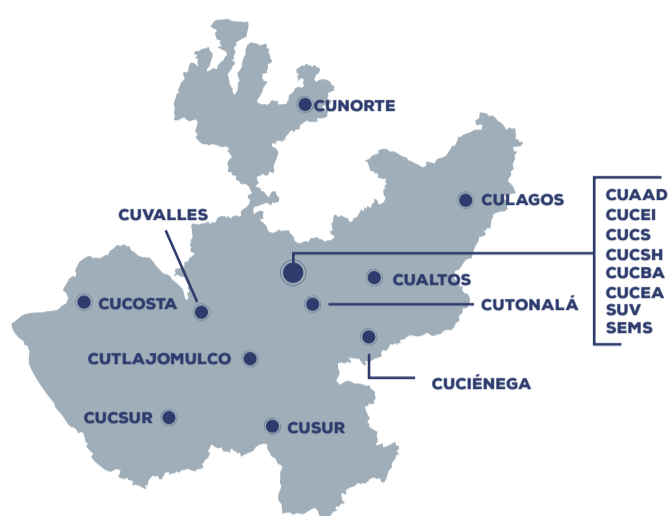 CUNORTE
CULAGOS
CUVALLES
CUAAD
CUCEI
CUCS
CUCSH
CUCBA
CUCEA
SUV
SEMS
CUALTOS
CUCOSTA
CUTONALÁ
CUTLAJOMULCO
CUCIÉNEGA
CUCSUR
CUSUR